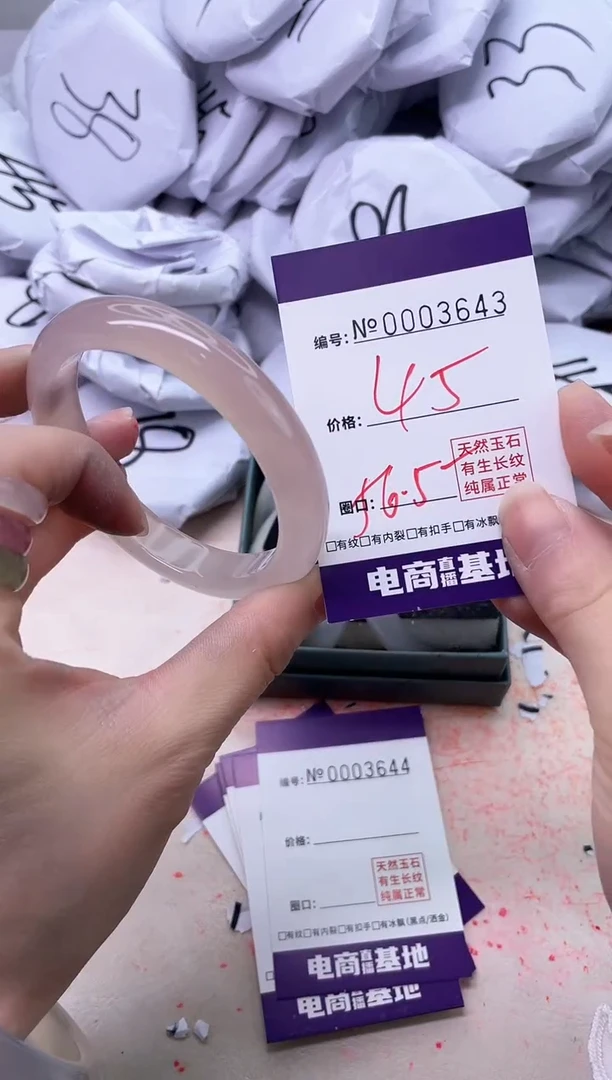 38
33
编号: №0003643
价格: 45
天然玉石
有生长纹
纯属正常
圈口: 56.5
□有纹□有内裂□有扣手□有冰飘
电商直播基地
编号: №0003644
价格:
天然玉石
有生长纹
纯属正常
圈口:
□有纹□有内裂□有扣手□有冰飘(黑点/洒金)
电商直播基地
电商直播基地